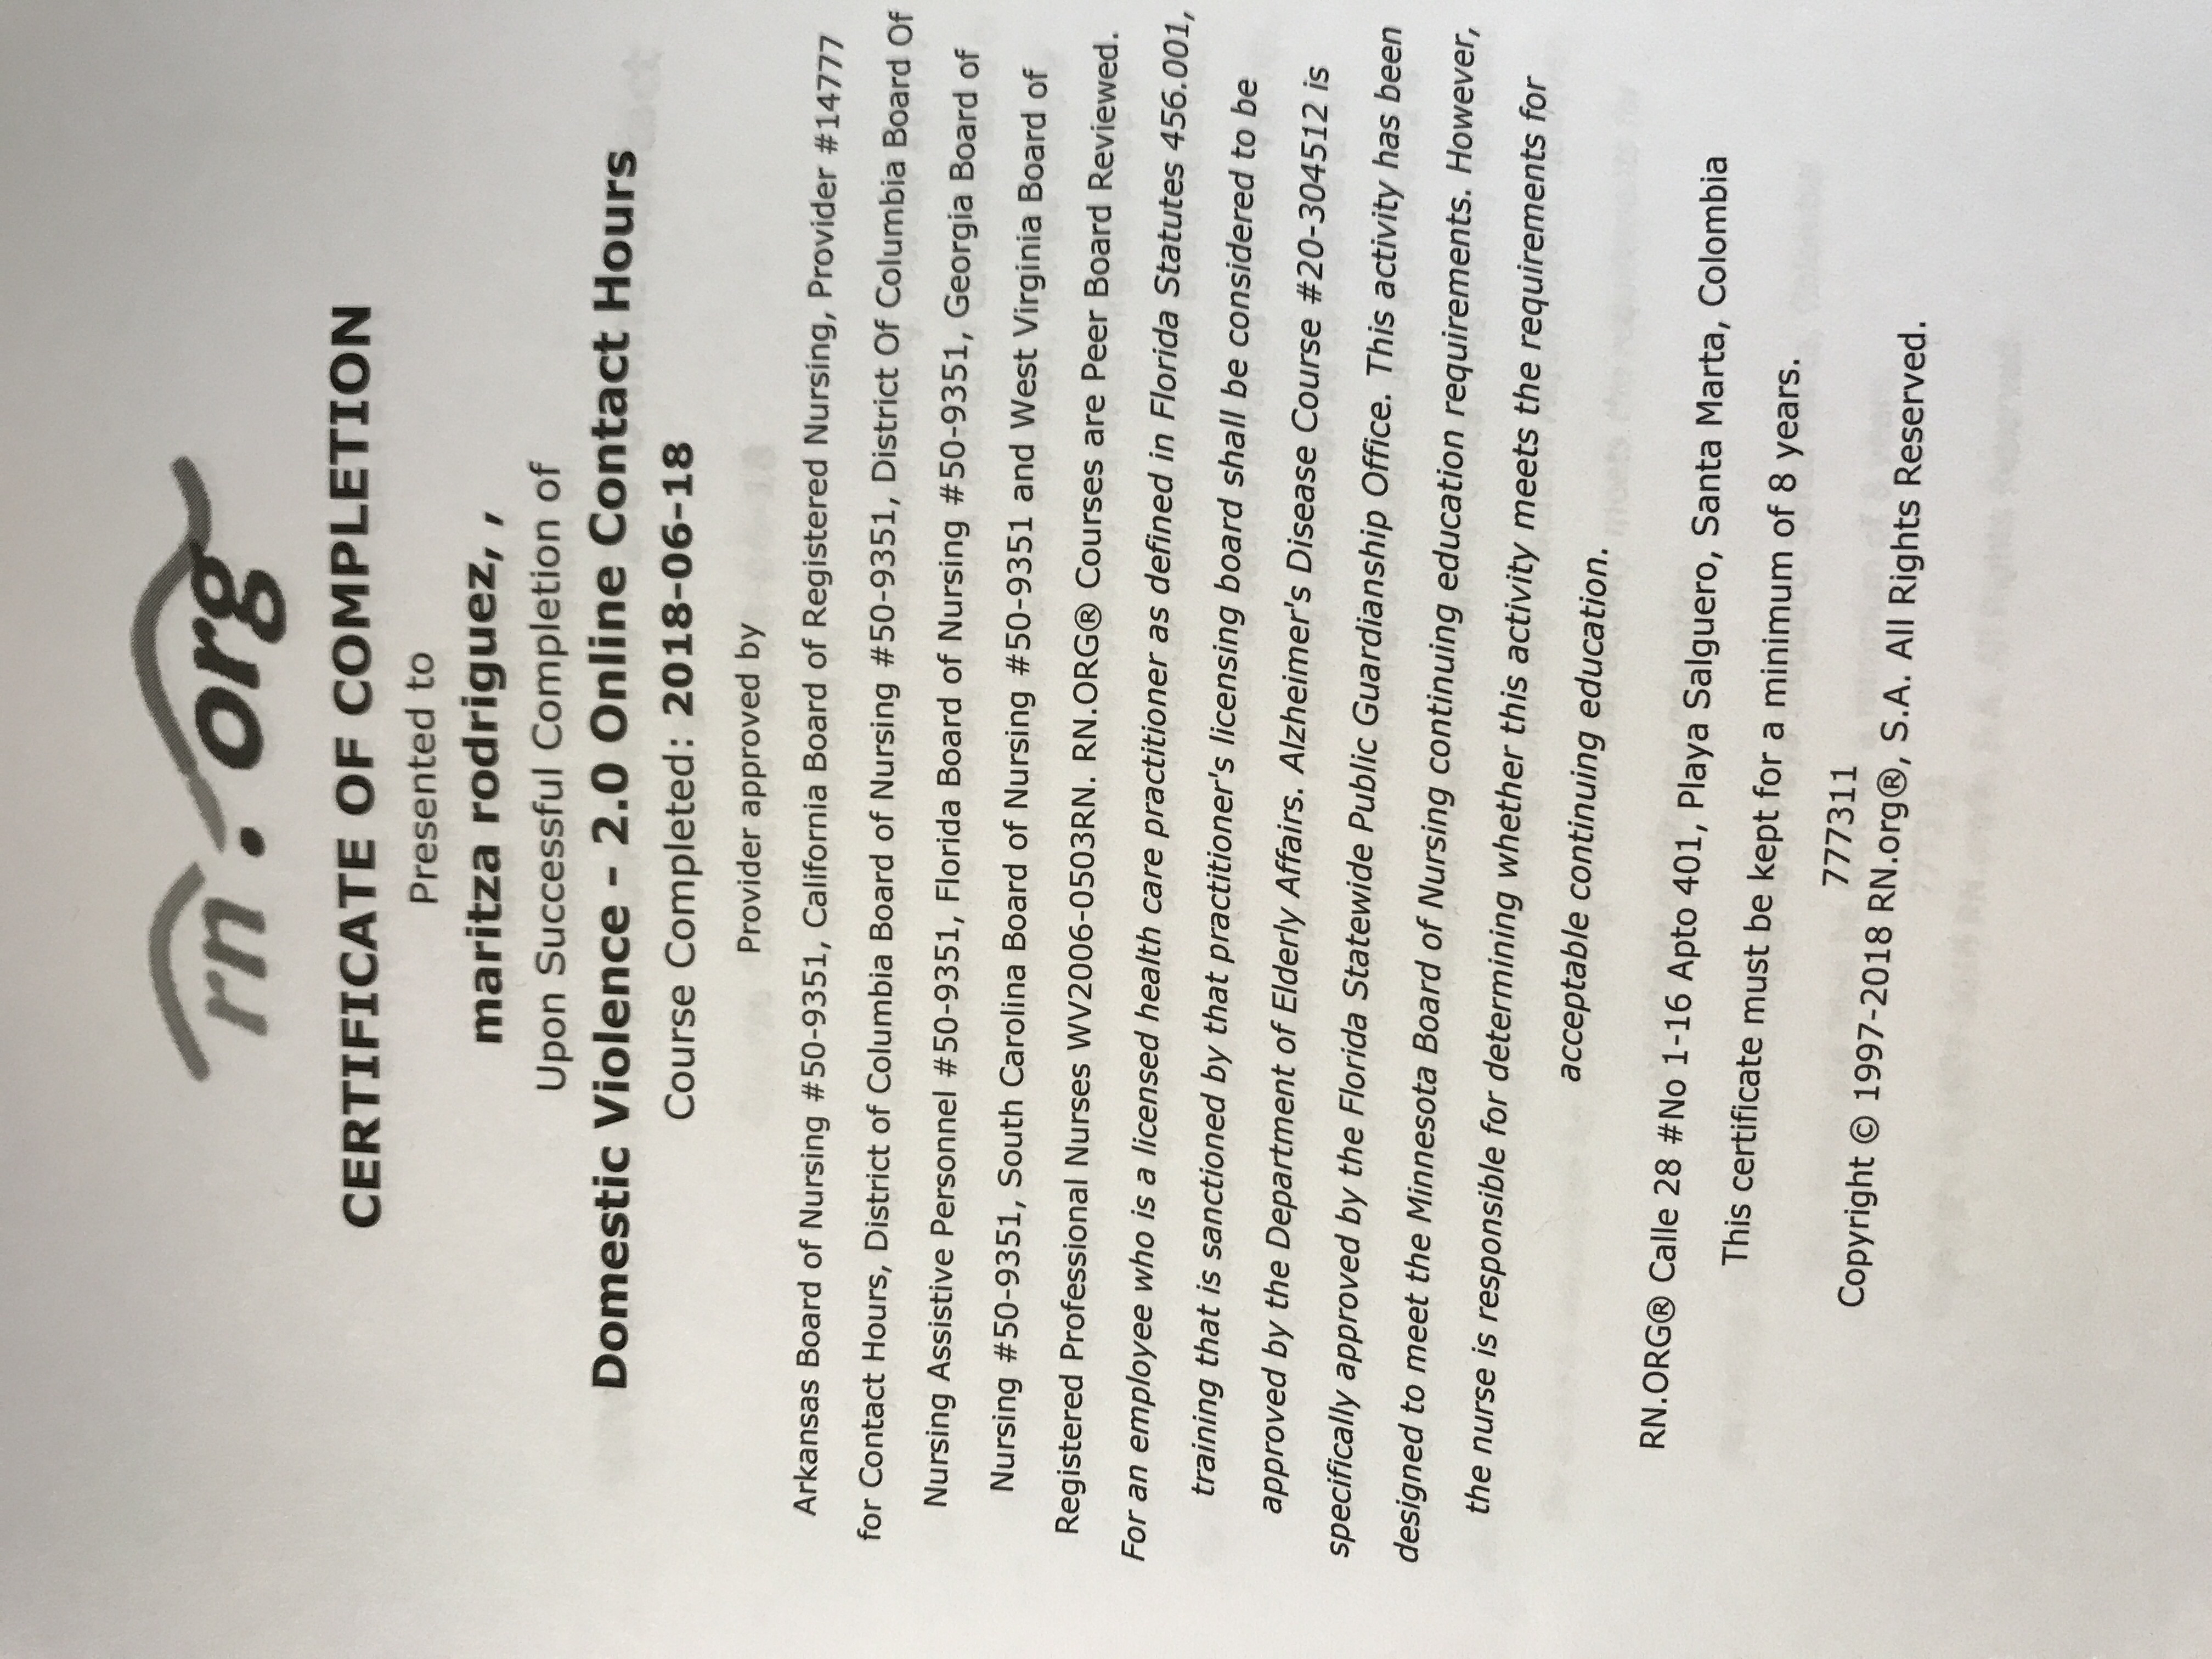 rn.org
CERTIFICATE OF COMPLETION
Presented to
maritza rodriguez, ,
Upon Successful Completion of
Domestic Violence - 2.0 Online Contact Hours
Course Completed: 2018-06-18
Provider approved by
Arkansas Board of Nursing #50-9351, California Board of Registered Nursing, Provider #14777
for Contact Hours, District of Columbia Board of Nursing #50-9351, District Of Columbia Board Of
Nursing Assistive Personnel #50-9351, Florida Board of Nursing #50-9351, Georgia Board of
Nursing #50-9351, South Carolina Board of Nursing #50-9351 and West Virginia Board of
Registered Professional Nurses WV2006-0503RN. RN.ORG® Courses are Peer Board Reviewed.
For an employee who is a licensed health care practitioner as defined in Florida Statutes 456.001,
training that is sanctioned by that practitioner's licensing board shall be considered to be
approved by the Department of Elderly Affairs. Alzheimer's Disease Course #20-304512 is
specifically approved by the Florida Statewide Public Guardianship Office. This activity has been
designed to meet the Minnesota Board of Nursing continuing education requirements. However,
the nurse is responsible for determining whether this activity meets the requirements for
acceptable continuing education.
RN.ORG® Calle 28 #No 1-16 Apto 401, Playa Salguero, Santa Marta, Colombia
This certificate must be kept for a minimum of 8 years.
777311
Copyright © 1997-2018 RN.org®, S.A. All Rights Reserved.